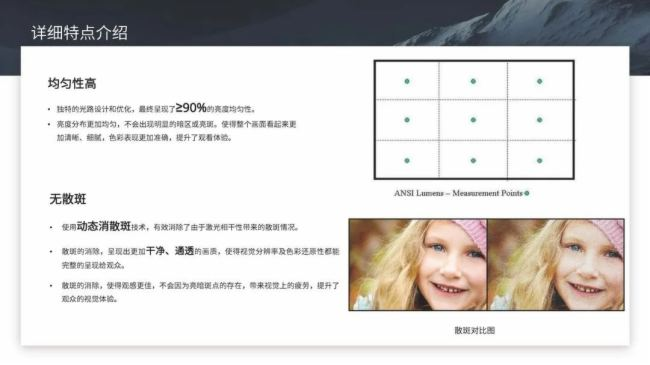 详细特点介绍
均匀性高
• 独特的光路设计和优化，最终呈现了≥90%的亮度均匀性。
• 亮度分布更加均匀，不会出现明显的暗区或亮斑。使得整个画面看起来更
加清晰、细腻，色彩表现更加准确，提升了观看体验。
ANSI Lumens – Measurement Points
无散斑
• 使用动态消散斑技术，有效消除了由于激光相干性带来的散斑情况。
• 散斑的消除，呈现出更加干净、通透的画质，使得视觉分辨率及色彩还原性都能
完整的呈现给观众。
• 散斑的消除，使得观感更佳，不会因为亮暗斑点的存在，带来视觉上的疲劳，提升了
观众的视觉体验。
散斑对比图